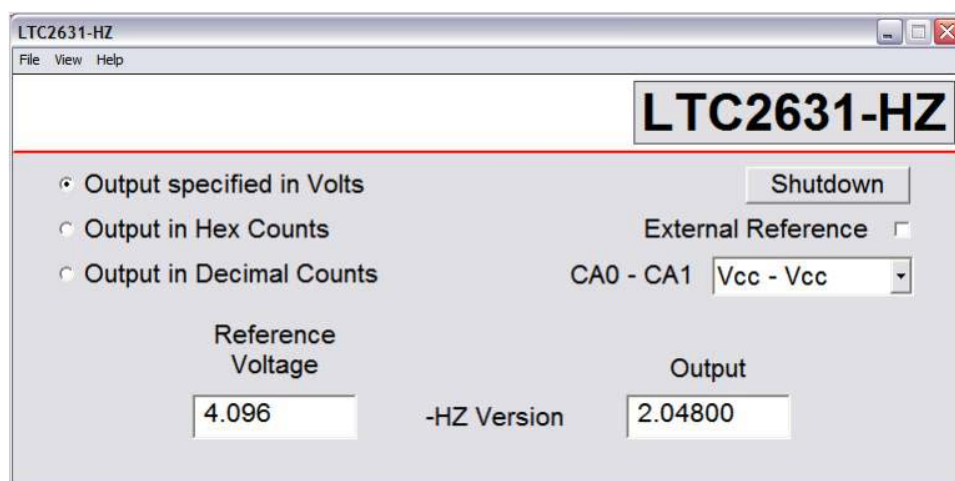 LTC2631-HZ
File View Help
LTC2631-HZ
Output specified in Volts
Shutdown
Output in Hex Counts
External Reference
Output in Decimal Counts
CA0 - CA1 Vcc - Vcc
Reference
Voltage
Output
4.096
-HZ Version
2.04800